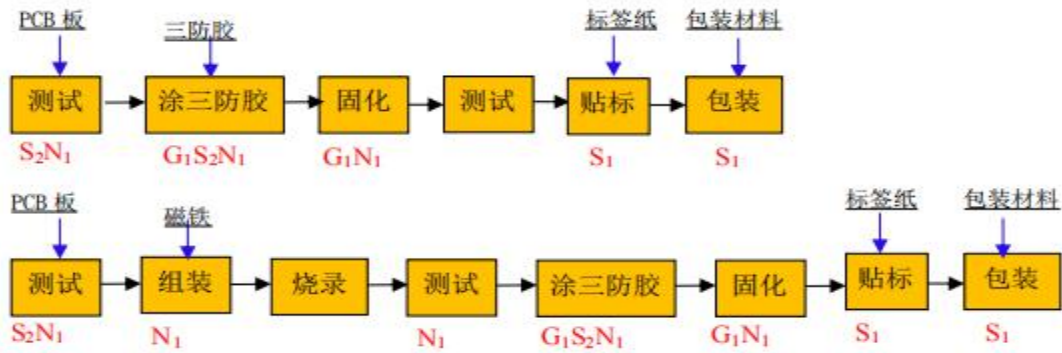 PCB 板 三防胶 标签纸 包装材料
测试 涂三防胶 固化 测试 贴标 包装
S₂N₁ G₁S₂N₁ G₁N₁ S₁ S₁
PCB 板 磁铁 标签纸 包装材料
测试 组装 烧录 测试 涂三防胶 固化 贴标 包装
S₂N₁ N₁ N₁ G₁S₂N₁ G₁N₁ S₁ S₁